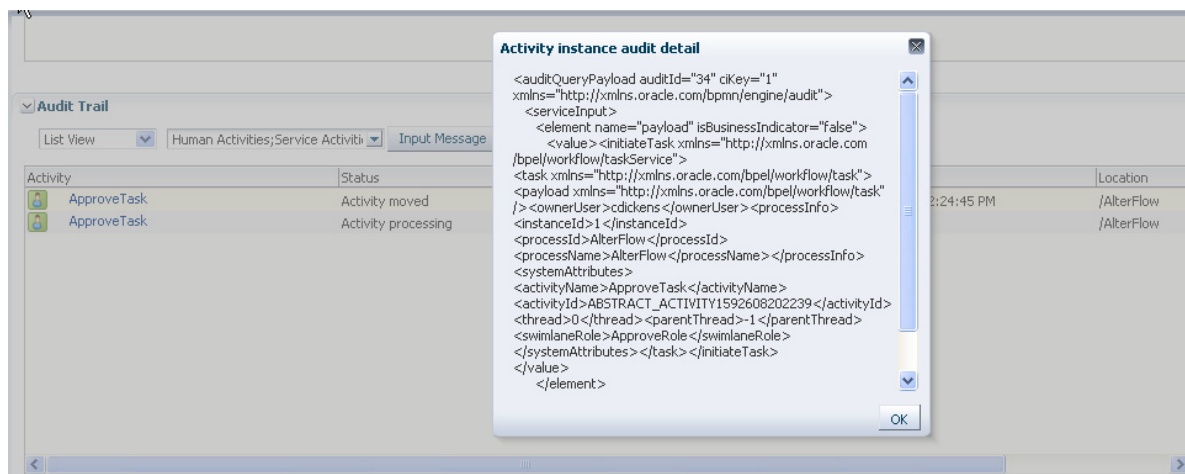 Activity instance audit detail
<auditQueryPayload auditId="34" ciKey="1"
xmlns="http://xmlns.oracle.com/bpmn/engine/audit">
<serviceInput>
<element name="payload" isBusinessIndicator="false">
<value><initiateTask xmlns="http://xmlns.oracle.com
/bpel/workflow/taskService">
<task xmlns="http://xmlns.oracle.com/bpel/workflow/task">
<payload xmlns="http://xmlns.oracle.com/bpel/workflow/task"
/><ownerUser>cdickens</ownerUser><processInfo>
<instanceId>1</instanceId>
<processId>AlterFlow</processId>
<processName>AlterFlow</processName></processInfo>
<systemAttributes>
<activityName>ApproveTask</activityName>
<activityId>ABSTRACT_ACTIVITY1592608202239</activityId>
<thread>0</thread><parentThread>-1</parentThread>
<swimlaneRole>ApproveRole</swimlaneRole>
</systemAttributes></task></initiateTask>
</value>
</element>
OK
Audit Trail
List View Human Activities;Service Activiti Input Message
Activity Status Location
ApproveTask Activity moved 2:24:45 PM /AlterFlow
ApproveTask Activity processing /AlterFlow